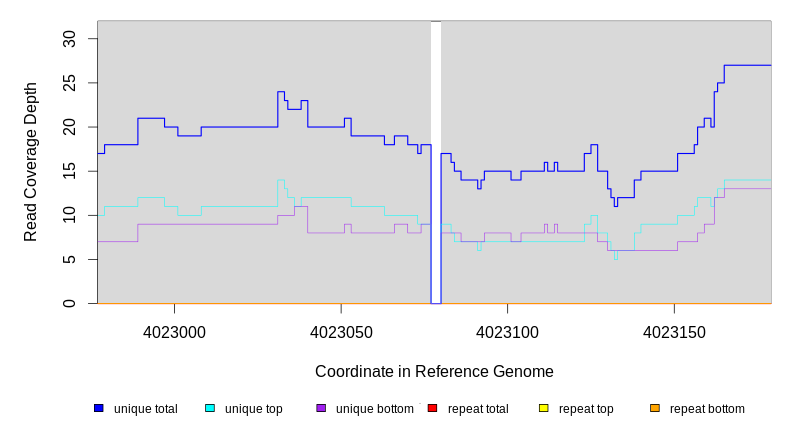 Read Coverage Depth
30
25
20
15
10
5
0
4023000 4023050 4023100 4023150
Coordinate in Reference Genome
unique total unique top unique bottom repeat total repeat top repeat bottom